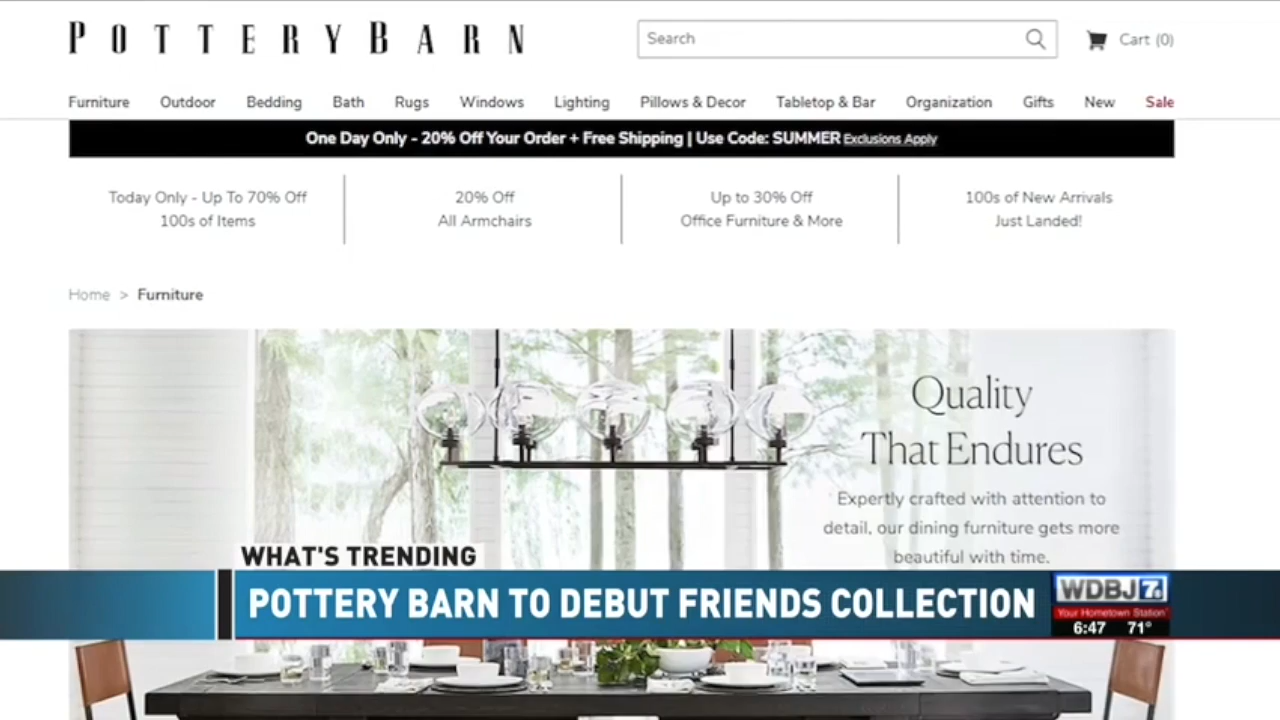 POTTERY BARN
Search
Cart (0)
Furniture Outdoor Bedding Bath Rugs Windows Lighting Pillows & Decor Tabletop & Bar Organization Gifts New Sale
One Day Only - 20% Off Your Order + Free Shipping | Use Code: SUMMER Exclusions Apply
Today Only - Up To 70% Off
100s of Items
20% Off
All Armchairs
Up to 30% Off
Office Furniture & More
100s of New Arrivals
Just Landed!
Home > Furniture
Quality
That Endures
Expertly crafted with attention to
detail, our dining furniture gets more
beautiful with time.
WHAT'S TRENDING
POTTERY BARN TO DEBUT FRIENDS COLLECTION
WDBJ7
Your Hometown Station
6:47 71°